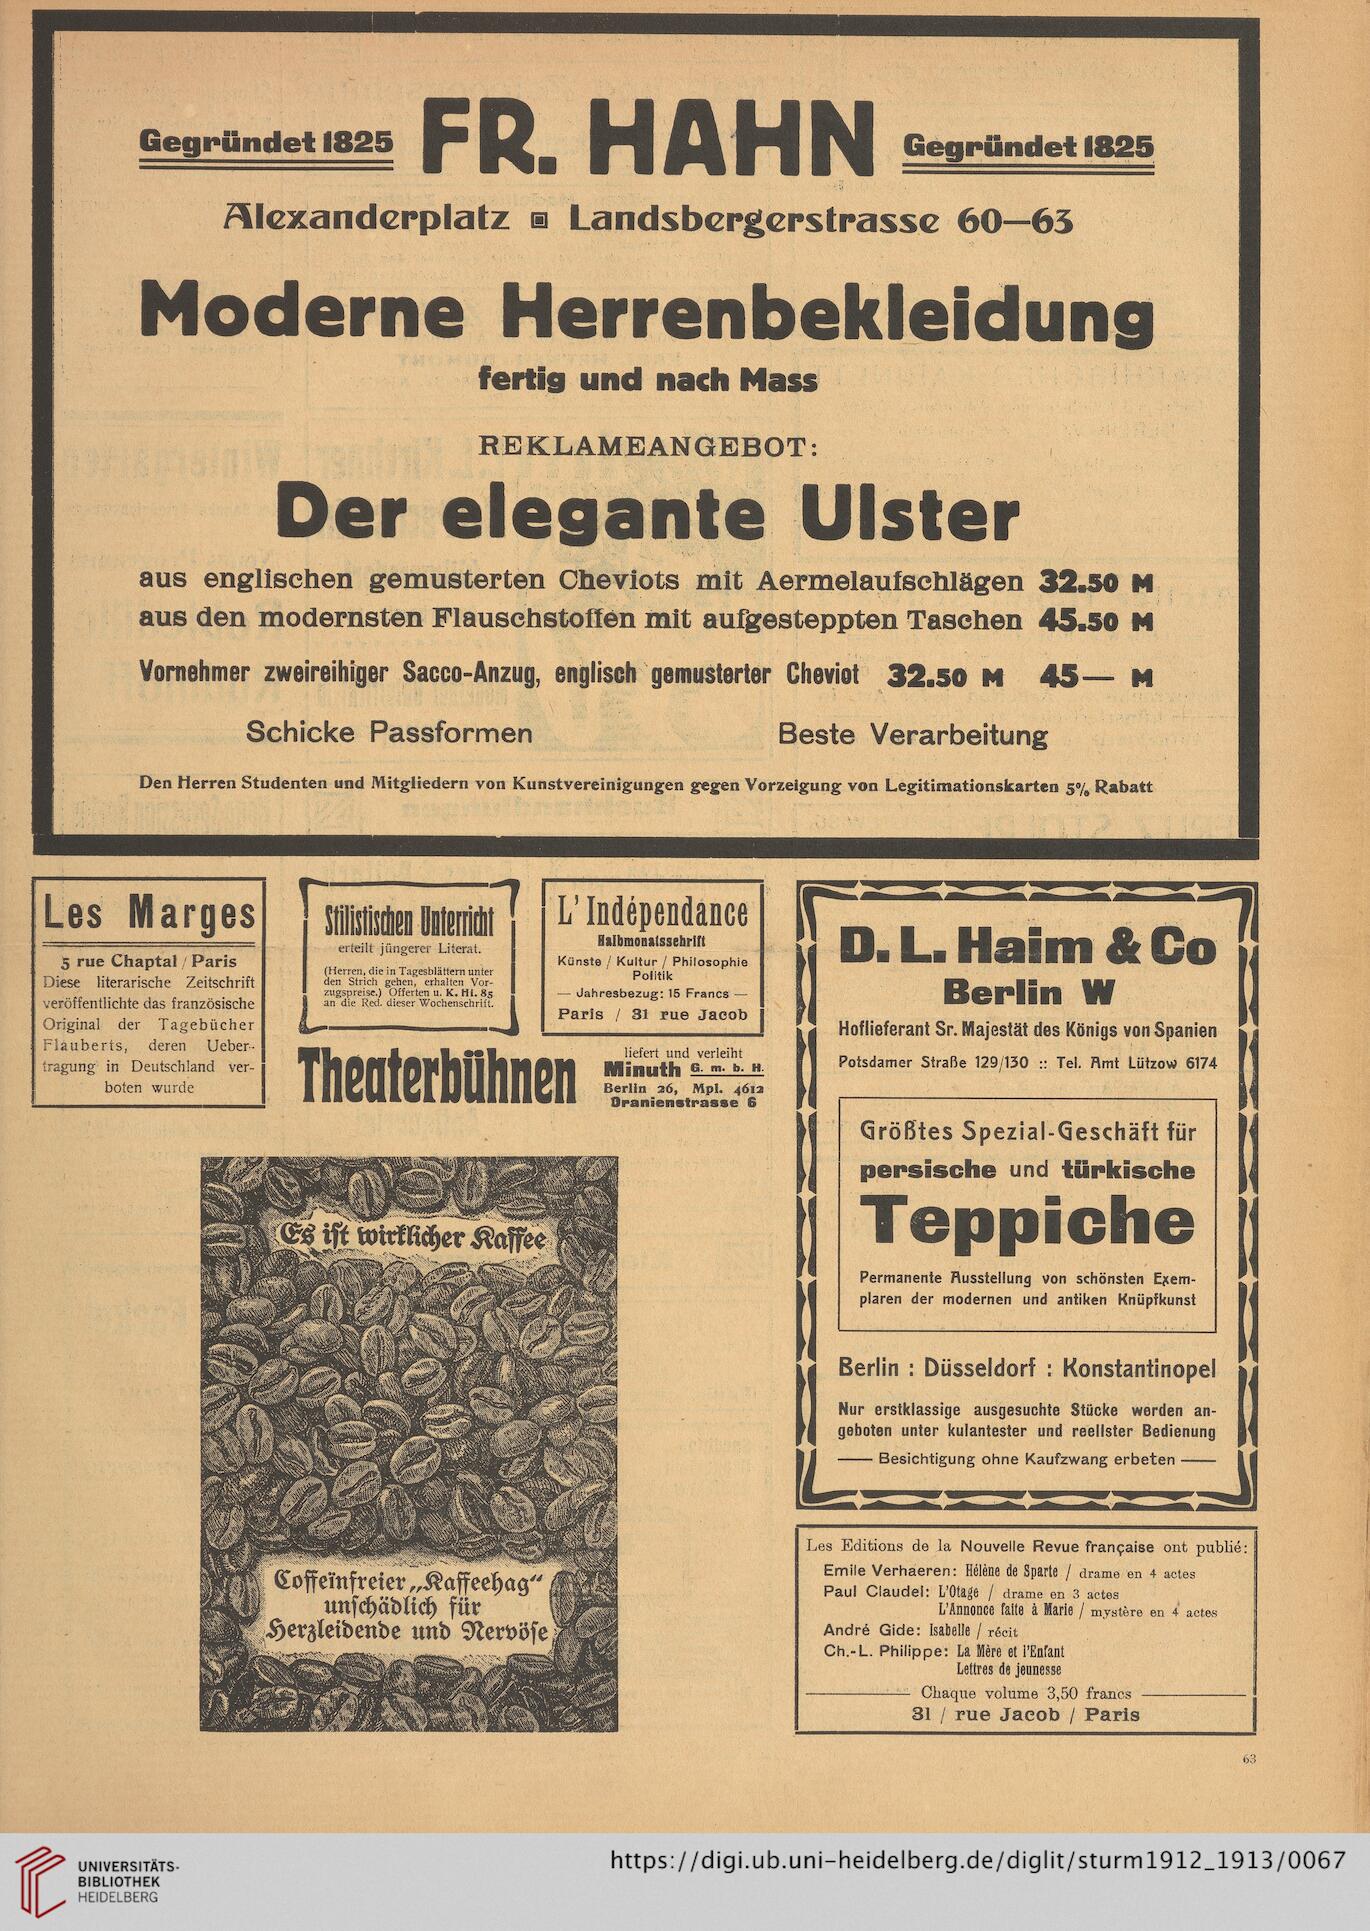 Gegründet 1825 FR. HAHN Gegründet 1825
Alexanderplatz Landsbergerstrasse 60—63
Moderne Herrenbekleidung
fertig und nach Mass
REKLAMEANGEBOT:
Der elegante Ulster
aus englischen gemusterten Cheviots mit Aermelaufschlägen 32.50 M
aus den modernsten Flauschstoffen mit aufgesteppten Taschen 45.50 M
Vornehmer zweireihiger Sacco-Anzug, englisch gemusterter Cheviot 32.50 M 45— M
Schicke Passformen Beste Verarbeitung
Den Herren Studenten und Mitgliedern von Kunstvereinigungen gegen Vorzeigung von Legitimationskarten 5% Rabatt
Les Marges
5 rue Chaptal / Paris
Diese literarische Zeitschrift
veröffentlichte das französische
Original der Tagebücher
Flauberts, deren Ueber-
tragung in Deutschland ver-
boten wurde
Stilistischen Unterricht
erteilt jüngerer Literat.
(Herren, die in Tagesblättern unter
den Strich gehen, erhalten Vor-
zugspreise.) Offerten u. K. Hi. 85
an die Red. dieser Wochenschrift.
L'Indépendance
Halbmonatsschrift
Künste / Kultur / Philosophie
Politik
— Jahresbezug: 15 Francs —
Paris / 31 rue Jacob
Theaterbühnen
liefert und verleiht
Minuth G. m. b. H.
Berlin 26, Mpl. 4612
Oranienstrasse 6
Es ist wirklicher Kaffee
Coffeinfreier „Kaffeehag“
unschädlich für
Herzleidende und Nervöse
D. L. Haim & Co
Berlin W
Hoflieferant Sr. Majestät des Königs von Spanien
Potsdamer Straße 129/130 :: Tel. Amt Lützow 6174
Größtes Spezial-Geschäft für
persische und türkische
Teppiche
Permanente Ausstellung von schönsten Exem-
plaren der modernen und antiken Knüpfkunst
Berlin : Düsseldorf : Konstantinopel
Nur erstklassige ausgesuchte Stücke werden an-
geboten unter kulantester und reellster Bedienung
— Besichtigung ohne Kaufzwang erbeten —
Les Editions de la Nouvelle Revue française ont publié:
Emile Verhaeren: Hélène de Sparte / drame en 4 actes
Paul Claudel: L'Otage / drame en 3 actes
L'Annonce faite à Marie / mystère en 4 actes
André Gide: Isabelle / récit
Ch.-L. Philippe: La Mère et l'Enfant
Lettres de jeunesse
Chaque volume 3,50 francs
31 / rue Jacob / Paris
63
UNIVERSITÄTS-
BIBLIOTHEK
HEIDELBERG
https://digi.ub.uni-heidelberg.de/diglit/sturm1912_1913/0067